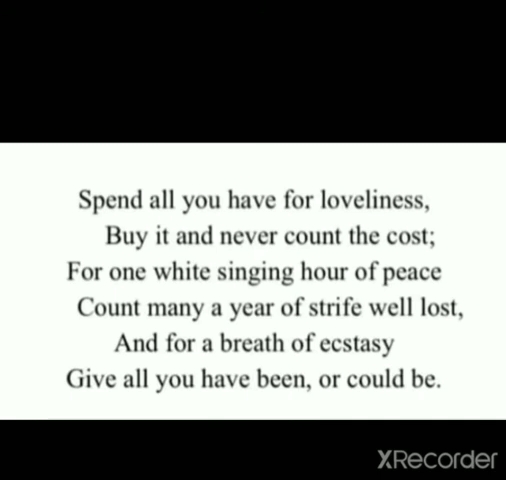 Spend all you have for loveliness,
Buy it and never count the cost;
For one white singing hour of peace
Count many a year of strife well lost,
And for a breath of ecstasy
Give all you have been, or could be.
XRecorder